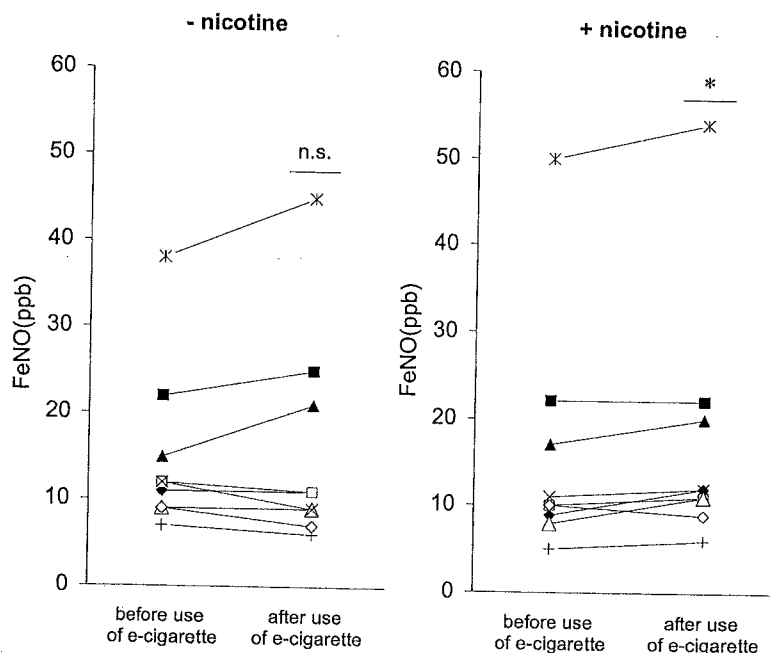 - nicotine
60
50
40
30
20
10
0
FeNO(ppb)
n.s.
before use
of e-cigarette
after use
of e-cigarette
+ nicotine
60
50
40
30
20
10
0
FeNO(ppb)
*
before use
of e-cigarette
after use
of e-cigarette